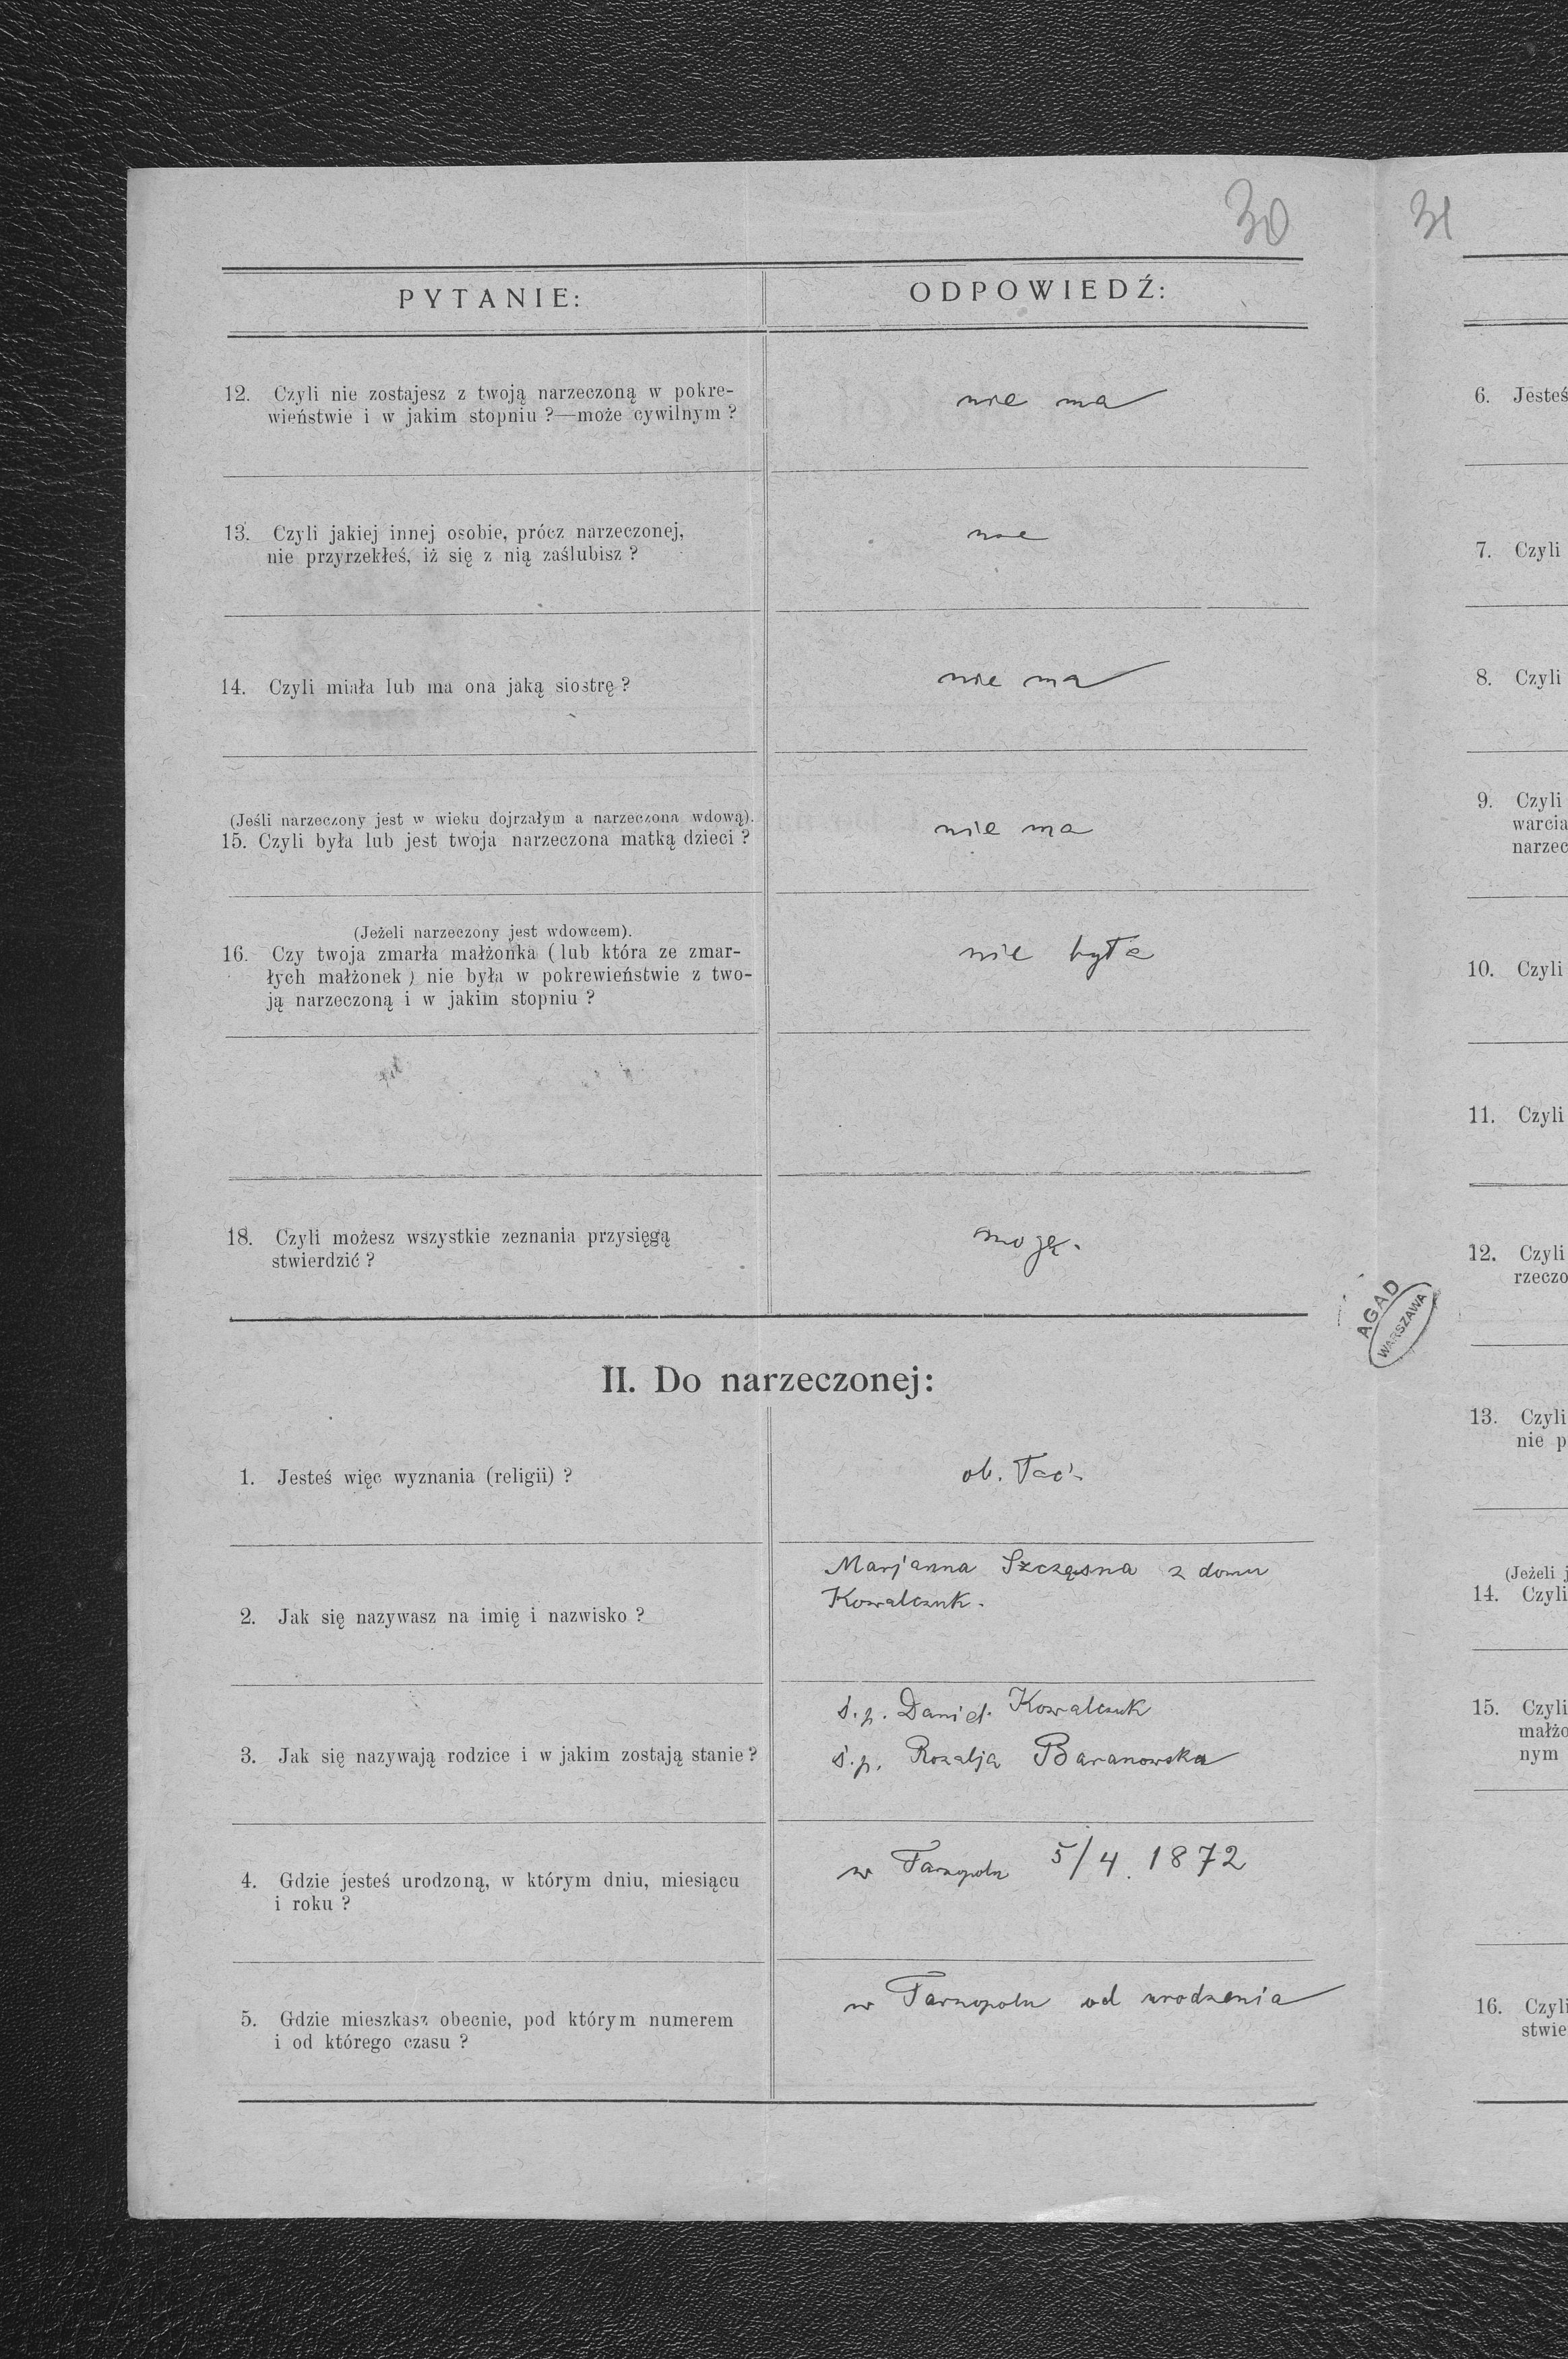 30
31
PYTANIE:
ODPOWIEDŹ:
12. Czyli nie zostajesz z twoją narzeczoną w pokre-
wieństwie i w jakim stopniu ?—może cywilnym ?
nie ma
13. Czyli jakiej innej osobie, prócz narzeczonej,
nie przyrzekłeś, iż się z nią zaślubisz ?
nie
14. Czyli miała lub ma ona jaką siostrę ?
nie ma
(Jeśli narzeczony jest w wieku dojrzałym a narzeczona wdową).
15. Czyli była lub jest twoja narzeczona matką dzieci ?
nie ma
(Jeżeli narzeczony jest wdowcem).
16. Czy twoja zmarła małżonka (lub która ze zmar-
łych małżonek) nie była w pokrewieństwie z two-
ją narzeczoną i w jakim stopniu ?
nie była
18. Czyli możesz wszystkie zeznania przysięgą
stwierdzić ?
mogę.
II. Do narzeczonej:
1. Jesteś więc wyznania (religii) ?
ob. łać.
2. Jak się nazywasz na imię i nazwisko ?
Marjanna Szczęsna z domu
Kowalczuk.
3. Jak się nazywają rodzice i w jakim zostają stanie ?
ś.p. Daniel Kowalczuk
ś.p. Rozalja Baranowska
4. Gdzie jesteś urodzoną, w którym dniu, miesiącu
i roku ?
w Tarnopolu 5/4. 1872
5. Gdzie mieszkasz obecnie, pod którym numerem
i od którego czasu ?
w Tarnopolu od urodzenia
AGAD
WARSZAWA
6. Jesteś
7. Czyli
8. Czyli
9. Czyli
warcia
narzec
10. Czyli
11. Czyli
12. Czyli
rzeczo
13. Czyli
nie p
(Jeżeli j
14. Czyli
15. Czyli
małżo
nym
16. Czyli
stwie